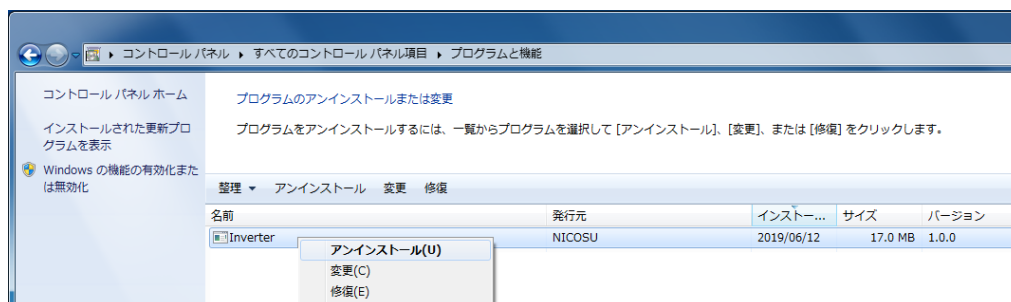 コントロール パネル ▸ すべてのコントロール パネル項目 ▸ プログラムと機能
コントロール パネル ホーム
インストールされた更新プロ
グラムを表示
Windows の機能の有効化また
は無効化
プログラムのアンインストールまたは変更
プログラムをアンインストールするには、一覧からプログラムを選択して [アンインストール]、[変更]、または [修復] をクリックします。
整理 ▼ アンインストール 変更 修復
名前 発行元 インストー... サイズ バージョン
Inverter NICOSU 2019/06/12 17.0 MB 1.0.0
アンインストール(U)
変更(C)
修復(E)